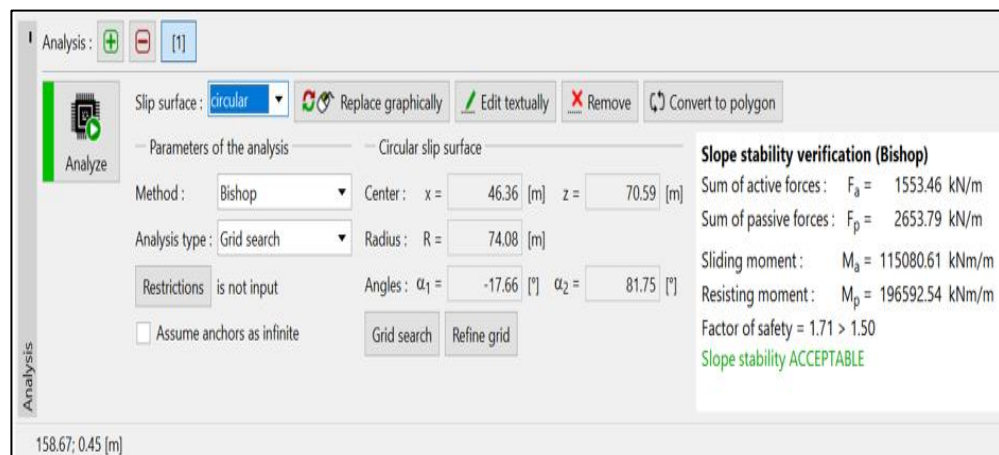 Analysis : [1]
Analyze
Slip surface : circular Replace graphically Edit textually Remove Convert to polygon
Parameters of the analysis
Method : Bishop
Analysis type : Grid search
Restrictions is not input
Assume anchors as infinite
Circular slip surface
Center : x = 46.36 [m] z = 70.59 [m]
Radius : R = 74.08 [m]
Angles : α1 = -17.66 [°] α2 = 81.75 [°]
Grid search Refine grid
Slope stability verification (Bishop)
Sum of active forces : Fa = 1553.46 kN/m
Sum of passive forces : Fp = 2653.79 kN/m
Sliding moment : Ma = 115080.61 kNm/m
Resisting moment : Mp = 196592.54 kNm/m
Factor of safety = 1.71 > 1.50
Slope stability ACCEPTABLE
Analysis
158.67; 0.45 [m]